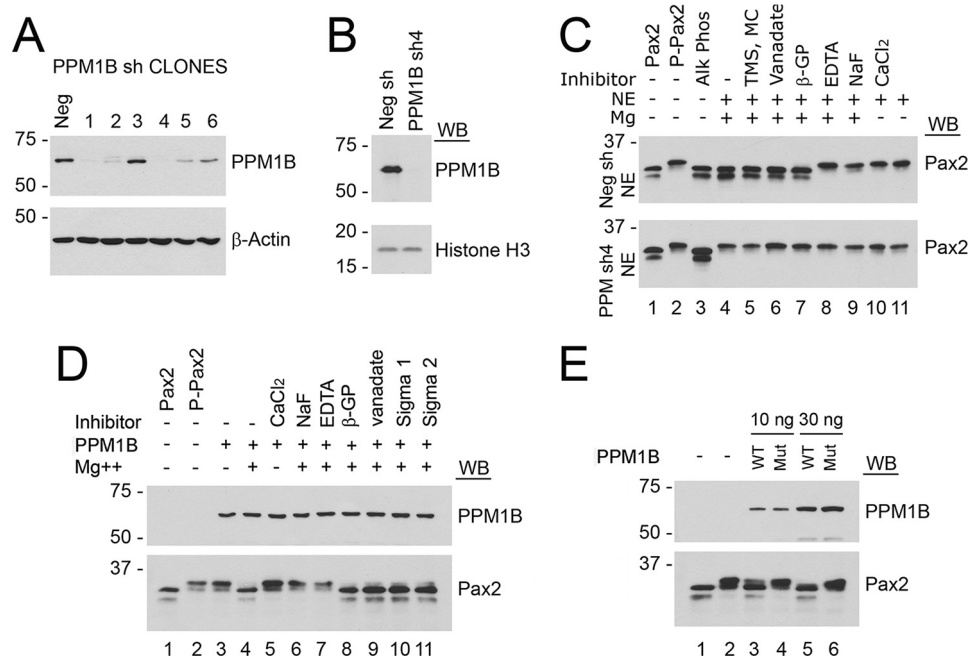 A
PPM1B sh CLONES
Neg 1 2 3 4 5 6
75 -
PPM1B
50 -
50 -
β-Actin
B
Neg sh
PPM1B sh4
WB
75 -
PPM1B
50 -
20 -
Histone H3
15 -
C
Pax2
P-Pax2
Alk Phos
TMS, MC
Vanadate
β-GP
EDTA
NaF
CaCl2
Inhibitor - - - -
NE - - - + + + + + + + +
Mg - - - + + + + + + - -
WB
Neg sh
NE
37 -
Pax2
PPM sh4
NE
37 -
Pax2
1 2 3 4 5 6 7 8 9 10 11
D
Pax2
P-Pax2
CaCl2
NaF
EDTA
β-GP
vanadate
Sigma 1
Sigma 2
Inhibitor - - - -
PPM1B - - + + + + + + + + +
Mg++ - - - + - + + + + + +
WB
75 -
PPM1B
50 -
37 -
Pax2
1 2 3 4 5 6 7 8 9 10 11
E
10 ng 30 ng
PPM1B - - WT Mut WT Mut
WB
75 -
PPM1B
50 -
37 -
Pax2
1 2 3 4 5 6